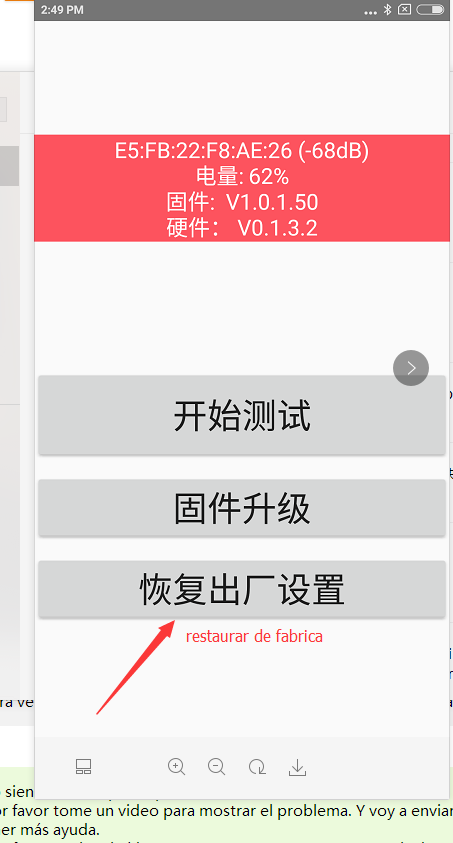 2:49 PM
E5:FB:22:F8:AE:26 (-68dB)
电量: 62%
固件: V1.0.1.50
硬件： V0.1.3.2
开始测试
固件升级
恢复出厂设置
restaurar de fabrica
ra ve
sien
or favor tome un video para mostrar el problema. Y voy a enviar
er más ayuda.